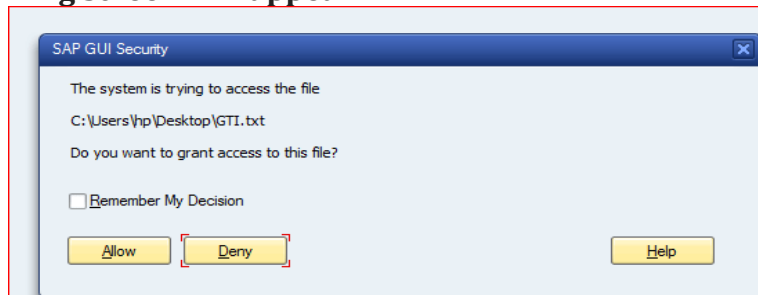 SAP GUI Security
The system is trying to access the file
C:\Users\hp\Desktop\GTI.txt
Do you want to grant access to this file?
Remember My Decision
Allow Deny Help